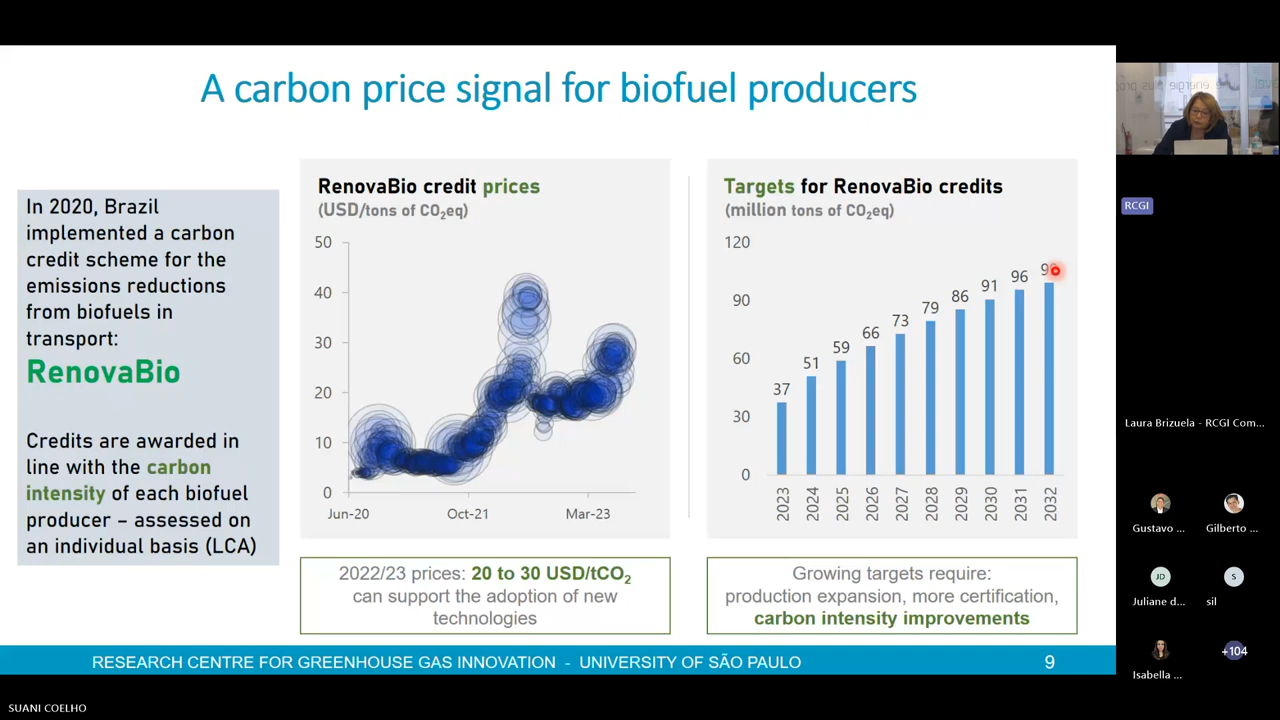 A carbon price signal for biofuel producers
In 2020, Brazil
implemented a carbon
credit scheme for the
emissions reductions
from biofuels in
transport:
RenovaBio
Credits are awarded in
line with the carbon
intensity of each biofuel
producer – assessed on
an individual basis (LCA)
RenovaBio credit prices
(USD/tons of CO₂eq)
50
40
30
20
10
0
Jun-20 Oct-21 Mar-23
2022/23 prices: 20 to 30 USD/tCO₂
can support the adoption of new
technologies
Targets for RenovaBio credits
(million tons of CO₂eq)
120
90
60
30
0
37 51 59 66 73 79 86 91 96
2023 2024 2025 2026 2027 2028 2029 2030 2031 2032
Growing targets require:
production expansion, more certification,
carbon intensity improvements
RESEARCH CENTRE FOR GREENHOUSE GAS INNOVATION - UNIVERSITY OF SÃO PAULO 9
RCGI
Laura Brizuela - RCGI Com...
Gustavo ... Gilberto ...
JD S
Juliane d... sil
Isabella ... +104
SUANI COELHO